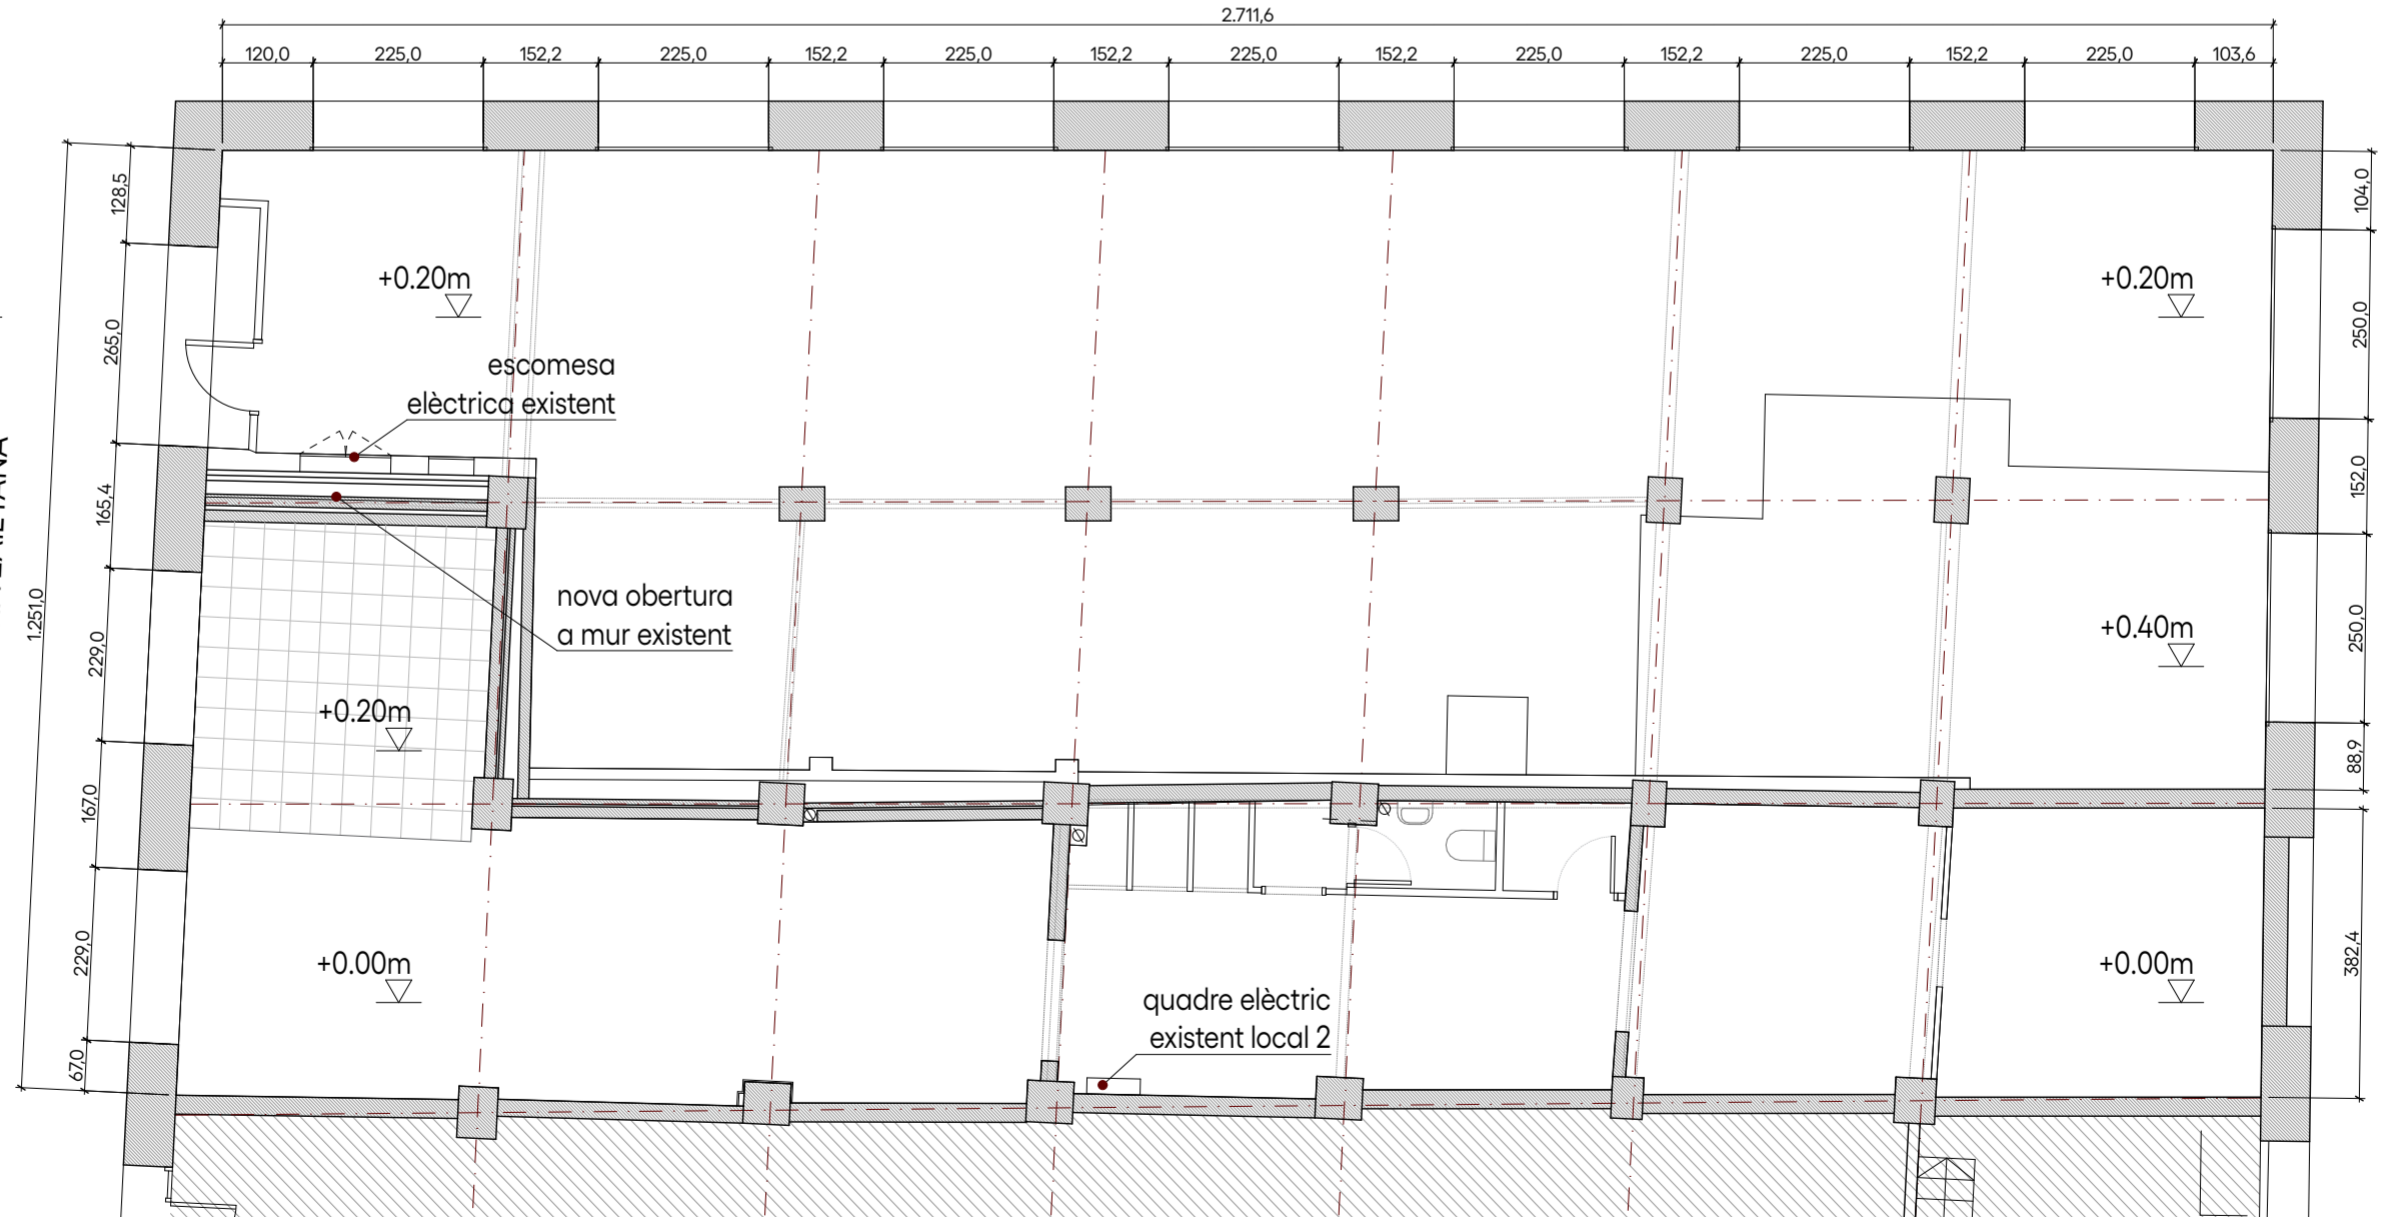 2.711,6
120,0 225,0 152,2 225,0 152,2 225,0 152,2 225,0 152,2 225,0 152,2 225,0 152,2 225,0 103,6
128,5
104,0
+0.20m
+0.20m
265,0
250,0
escomesa
elèctrica existent
165,4
152,0
1.251,0
nova obertura
a mur existent
229,0
250,0
+0.40m
+0.20m
88,9
167,0
229,0
+0.00m
382,4
+0.00m
quadre elèctric
existent local 2
67,0